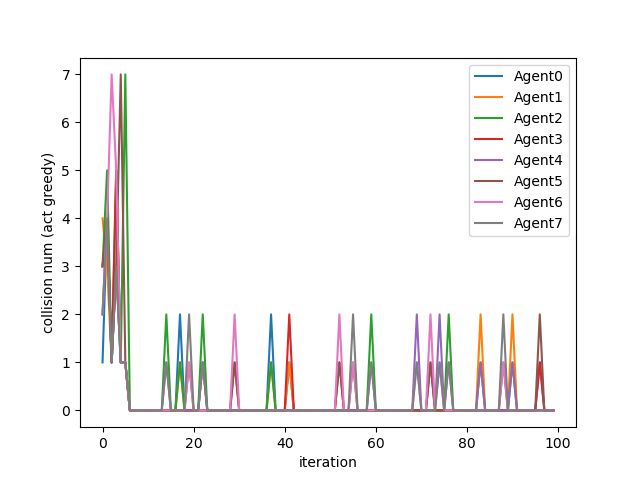 7
6
5
4
3
2
1
0
collision num (act greedy)
Agent0
Agent1
Agent2
Agent3
Agent4
Agent5
Agent6
Agent7
0 20 40 60 80 100
iteration